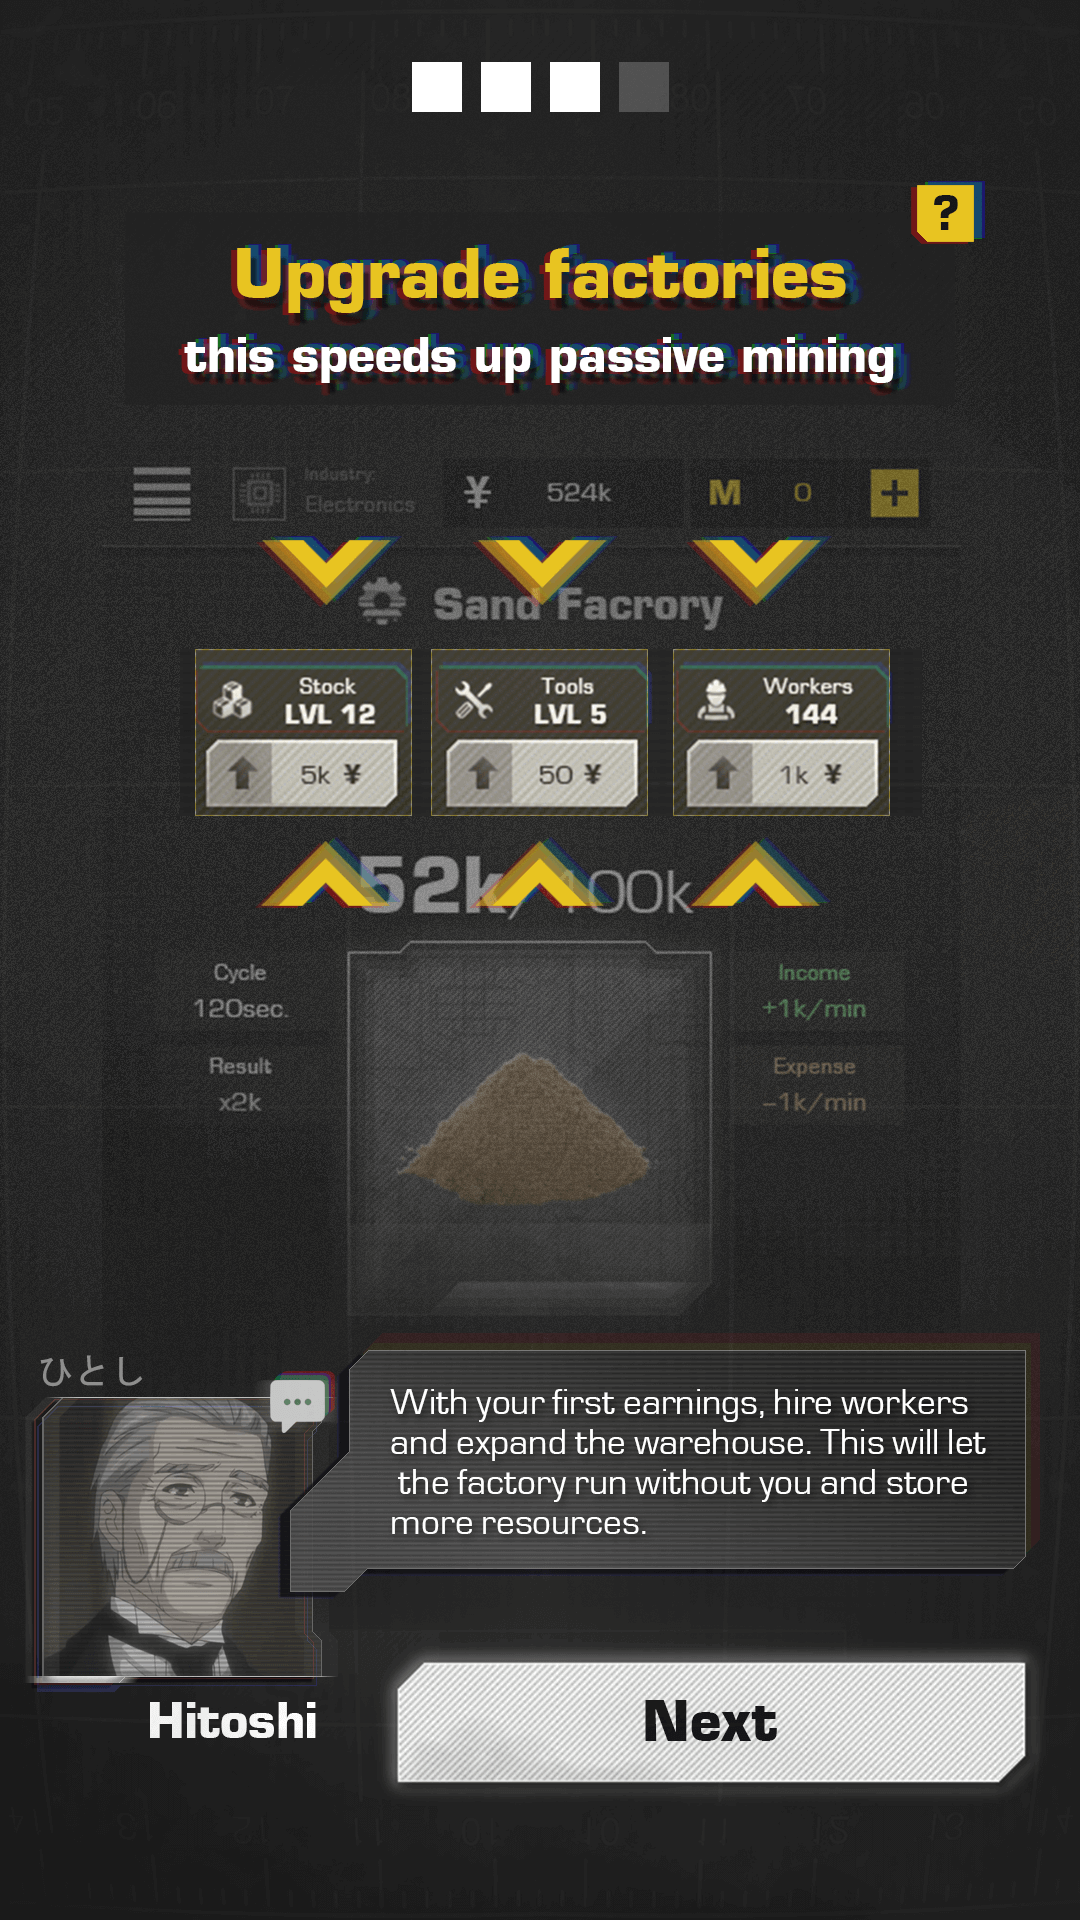 ?
Upgrade factories
this speeds up passive mining
Industry:
Electronics
¥ 524k
M 0 +
Sand Facrory
Stock
LVL 12
5k ¥
Tools
LVL 5
50 ¥
Workers
144
1k ¥
52k/100k
Cycle
120sec.
Result
x2k
Income
+1k/min
Expense
-1k/min
ひとし
With your first earnings, hire workers
and expand the warehouse. This will let
the factory run without you and store
more resources.
Hitoshi
Next